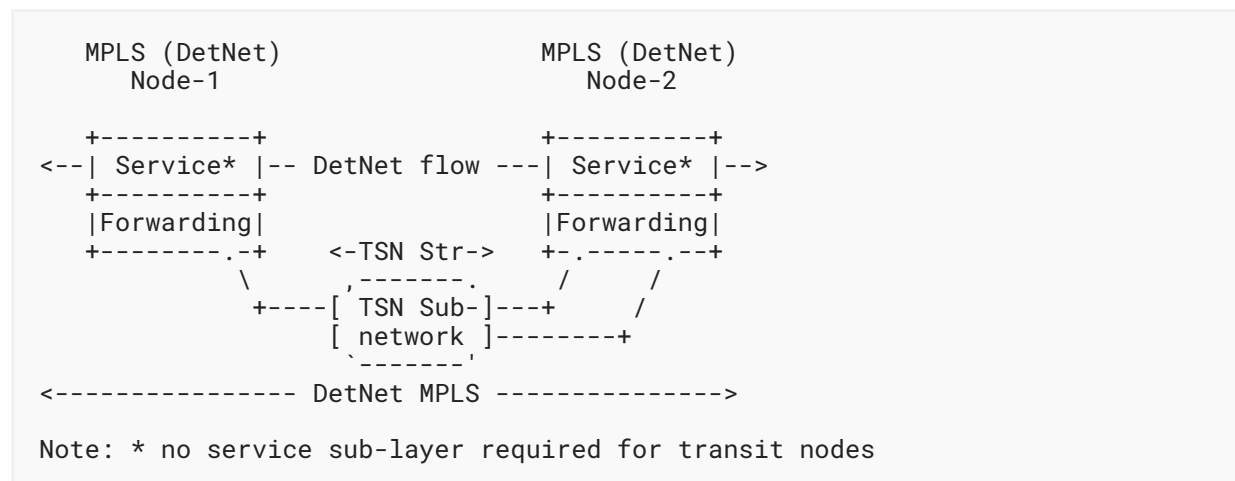 MPLS (DetNet)                 MPLS (DetNet)
      Node-1                        Node-2

   +----------+                  +----------+
<--| Service* |-- DetNet flow ---| Service* |-->
   +----------+                  +----------+
   |Forwarding|                  |Forwarding|
   +--------.-+    <-TSN Str->   +-.-----.--+
             \      ,-------.     /     /
              +----[ TSN Sub-]---+     /
                   [ network ]--------+
                    `-------'
<---------------- DetNet MPLS --------------->

Note: * no service sub-layer required for transit nodes